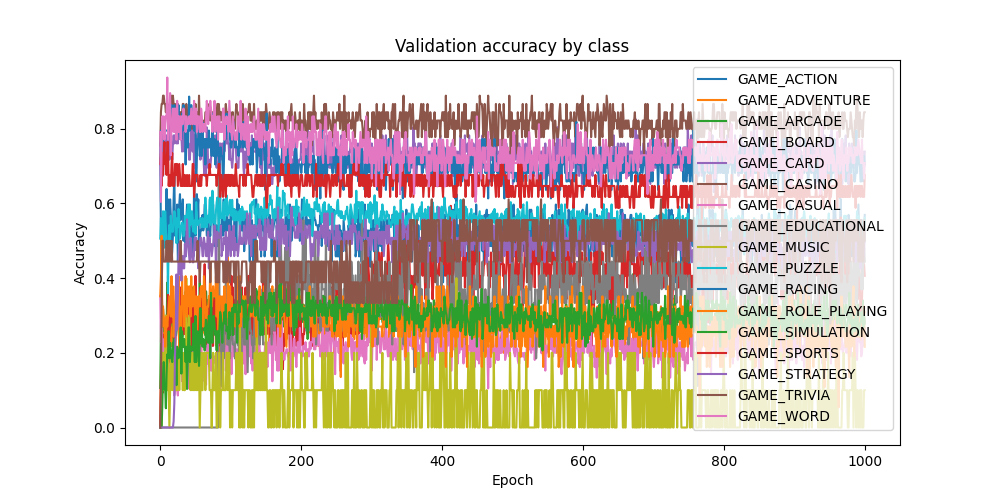 Validation accuracy by class
Accuracy
0.8
0.6
0.4
0.2
0.0
0
200
400
600
800
1000
Epoch
GAME_ACTION
GAME_ADVENTURE
GAME_ARCADE
GAME_BOARD
GAME_CARD
GAME_CASINO
GAME_CASUAL
GAME_EDUCATIONAL
GAME_MUSIC
GAME_PUZZLE
GAME_RACING
GAME_ROLE_PLAYING
GAME_SIMULATION
GAME_SPORTS
GAME_STRATEGY
GAME_TRIVIA
GAME_WORD